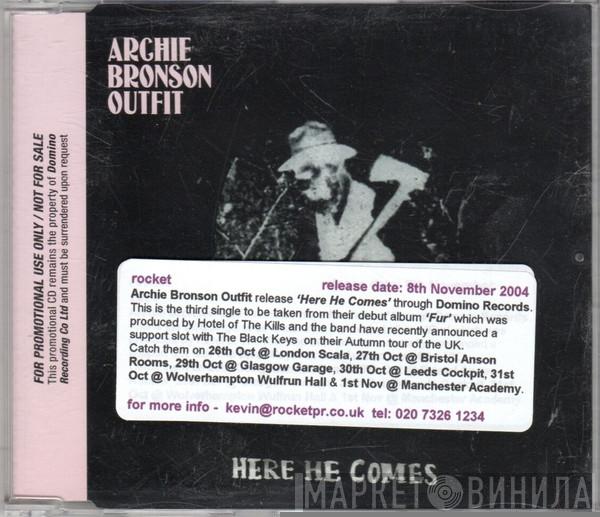 ARCHIE
BRONSON
OUTFIT
FOR PROMOTIONAL USE ONLY / NOT FOR SALE
This promotional CD remains the property of Domino
Recording Co Ltd and must be surrendered upon request
rocket release date: 8th November 2004
Archie Bronson Outfit release 'Here He Comes' through Domino Records.
This is the third single to be taken from their debut album 'Fur' which was
produced by Hotel of The Kills and the band have recently announced a
support slot with The Black Keys on their Autumn tour of the UK.
Catch them on 26th Oct @ London Scala, 27th Oct @ Bristol Anson
Rooms, 29th Oct @ Glasgow Garage, 30th Oct @ Leeds Cockpit, 31st
Oct @ Wolverhampton Wulfrun Hall & 1st Nov @ Manchester Academy.
for more info - kevin@rocketpr.co.uk tel: 020 7326 1234
HERE HE COMES
МАРКЕТ ВИНИЛА